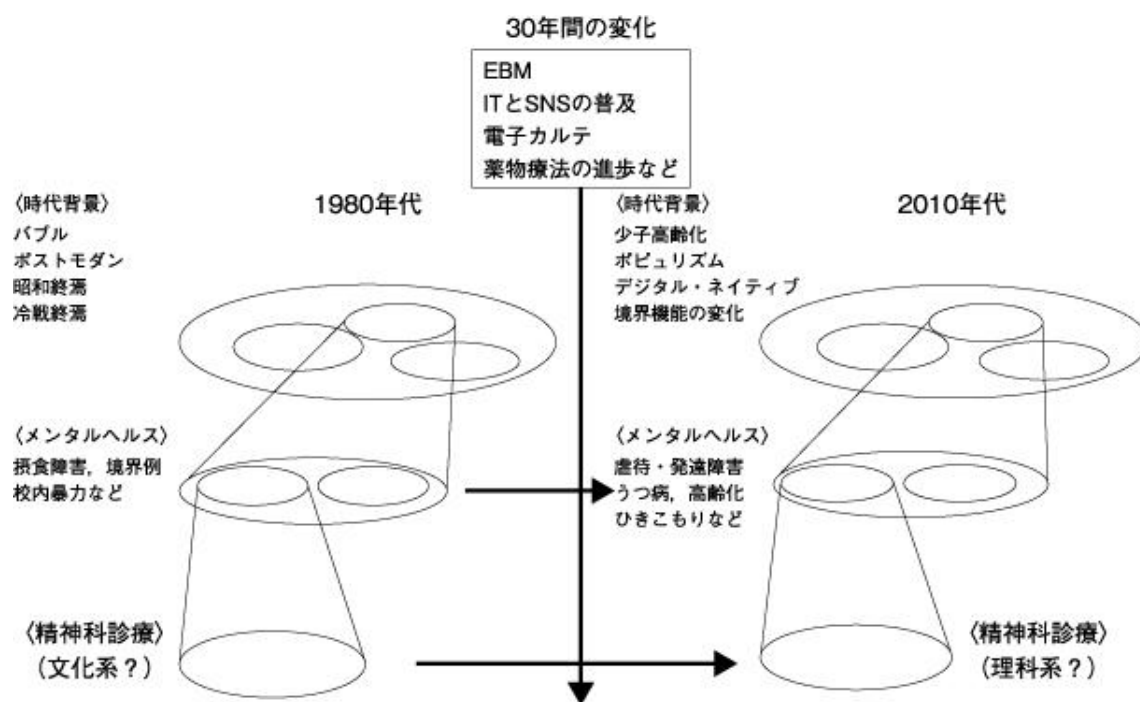 30年間の変化
EBM
ITとSNSの普及
電子カルテ
薬物療法の進歩など
〈時代背景〉
バブル
ポストモダン
昭和終焉
冷戦終焉
1980年代
〈時代背景〉
少子高齢化
ポピュリズム
デジタル・ネイティブ
境界機能の変化
2010年代
〈メンタルヘルス〉
摂食障害，境界例
校内暴力など
〈メンタルヘルス〉
虐待・発達障害
うつ病，高齢化
ひきこもりなど
〈精神科診療〉
（文化系？）
〈精神科診療〉
（理科系？）